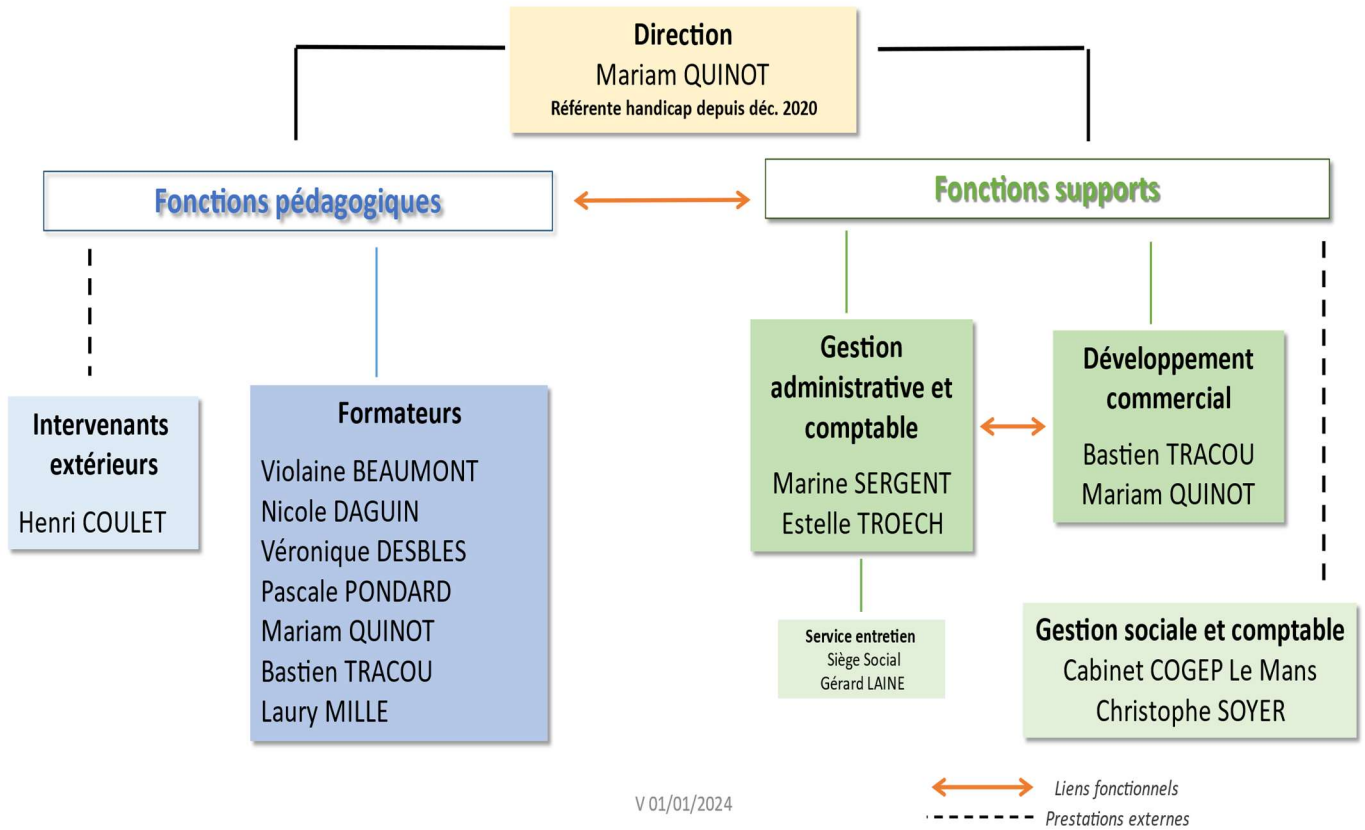 Direction
Mariam QUINOT
Référente handicap depuis déc. 2020
Fonctions pédagogiques
Fonctions supports
Intervenants
extérieurs
Henri COULET
Formateurs
Violaine BEAUMONT
Nicole DAGUIN
Véronique DESBLES
Pascale PONDARD
Mariam QUINOT
Bastien TRACOU
Laury MILLE
Gestion
administrative et
comptable
Marine SERGENT
Estelle TROECH
Développement
commercial
Bastien TRACOU
Mariam QUINOT
Service entretien
Siège Social
Gérard LAINE
Gestion sociale et comptable
Cabinet COGEP Le Mans
Christophe SOYER
V 01/01/2024
Liens fonctionnels
Prestations externes